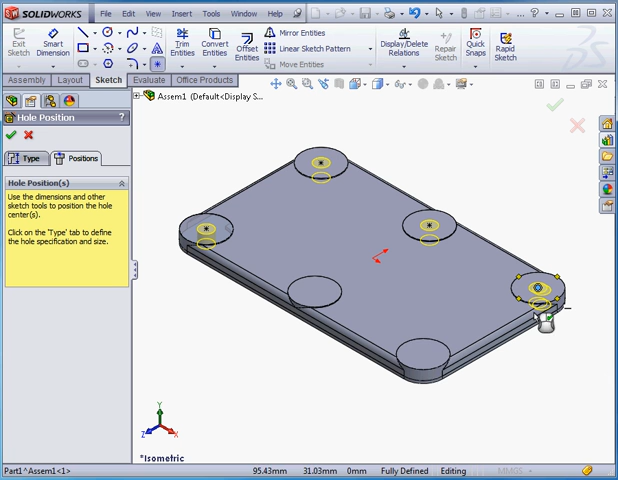 SOLIDWORKS File Edit View Insert Tools Window Help
Exit Sketch
Smart Dimension
Trim Entities
Convert Entities
Offset Entities
Mirror Entities
Linear Sketch Pattern
Move Entities
Display/Delete Relations
Repair Sketch
Quick Snaps
Rapid Sketch
Assembly Layout Sketch Evaluate Office Products
Assem1 (Default<Display S...
Hole Position ?
Type Positions
Hole Position(s)
Use the dimensions and other
sketch tools to position the hole
center(s).
Click on the 'Type' tab to define
the hole specification and size.
Y
Z
X
*Isometric
Part1^Assem1<1> 95.43mm 31.03mm 0mm Fully Defined Editing MMGS